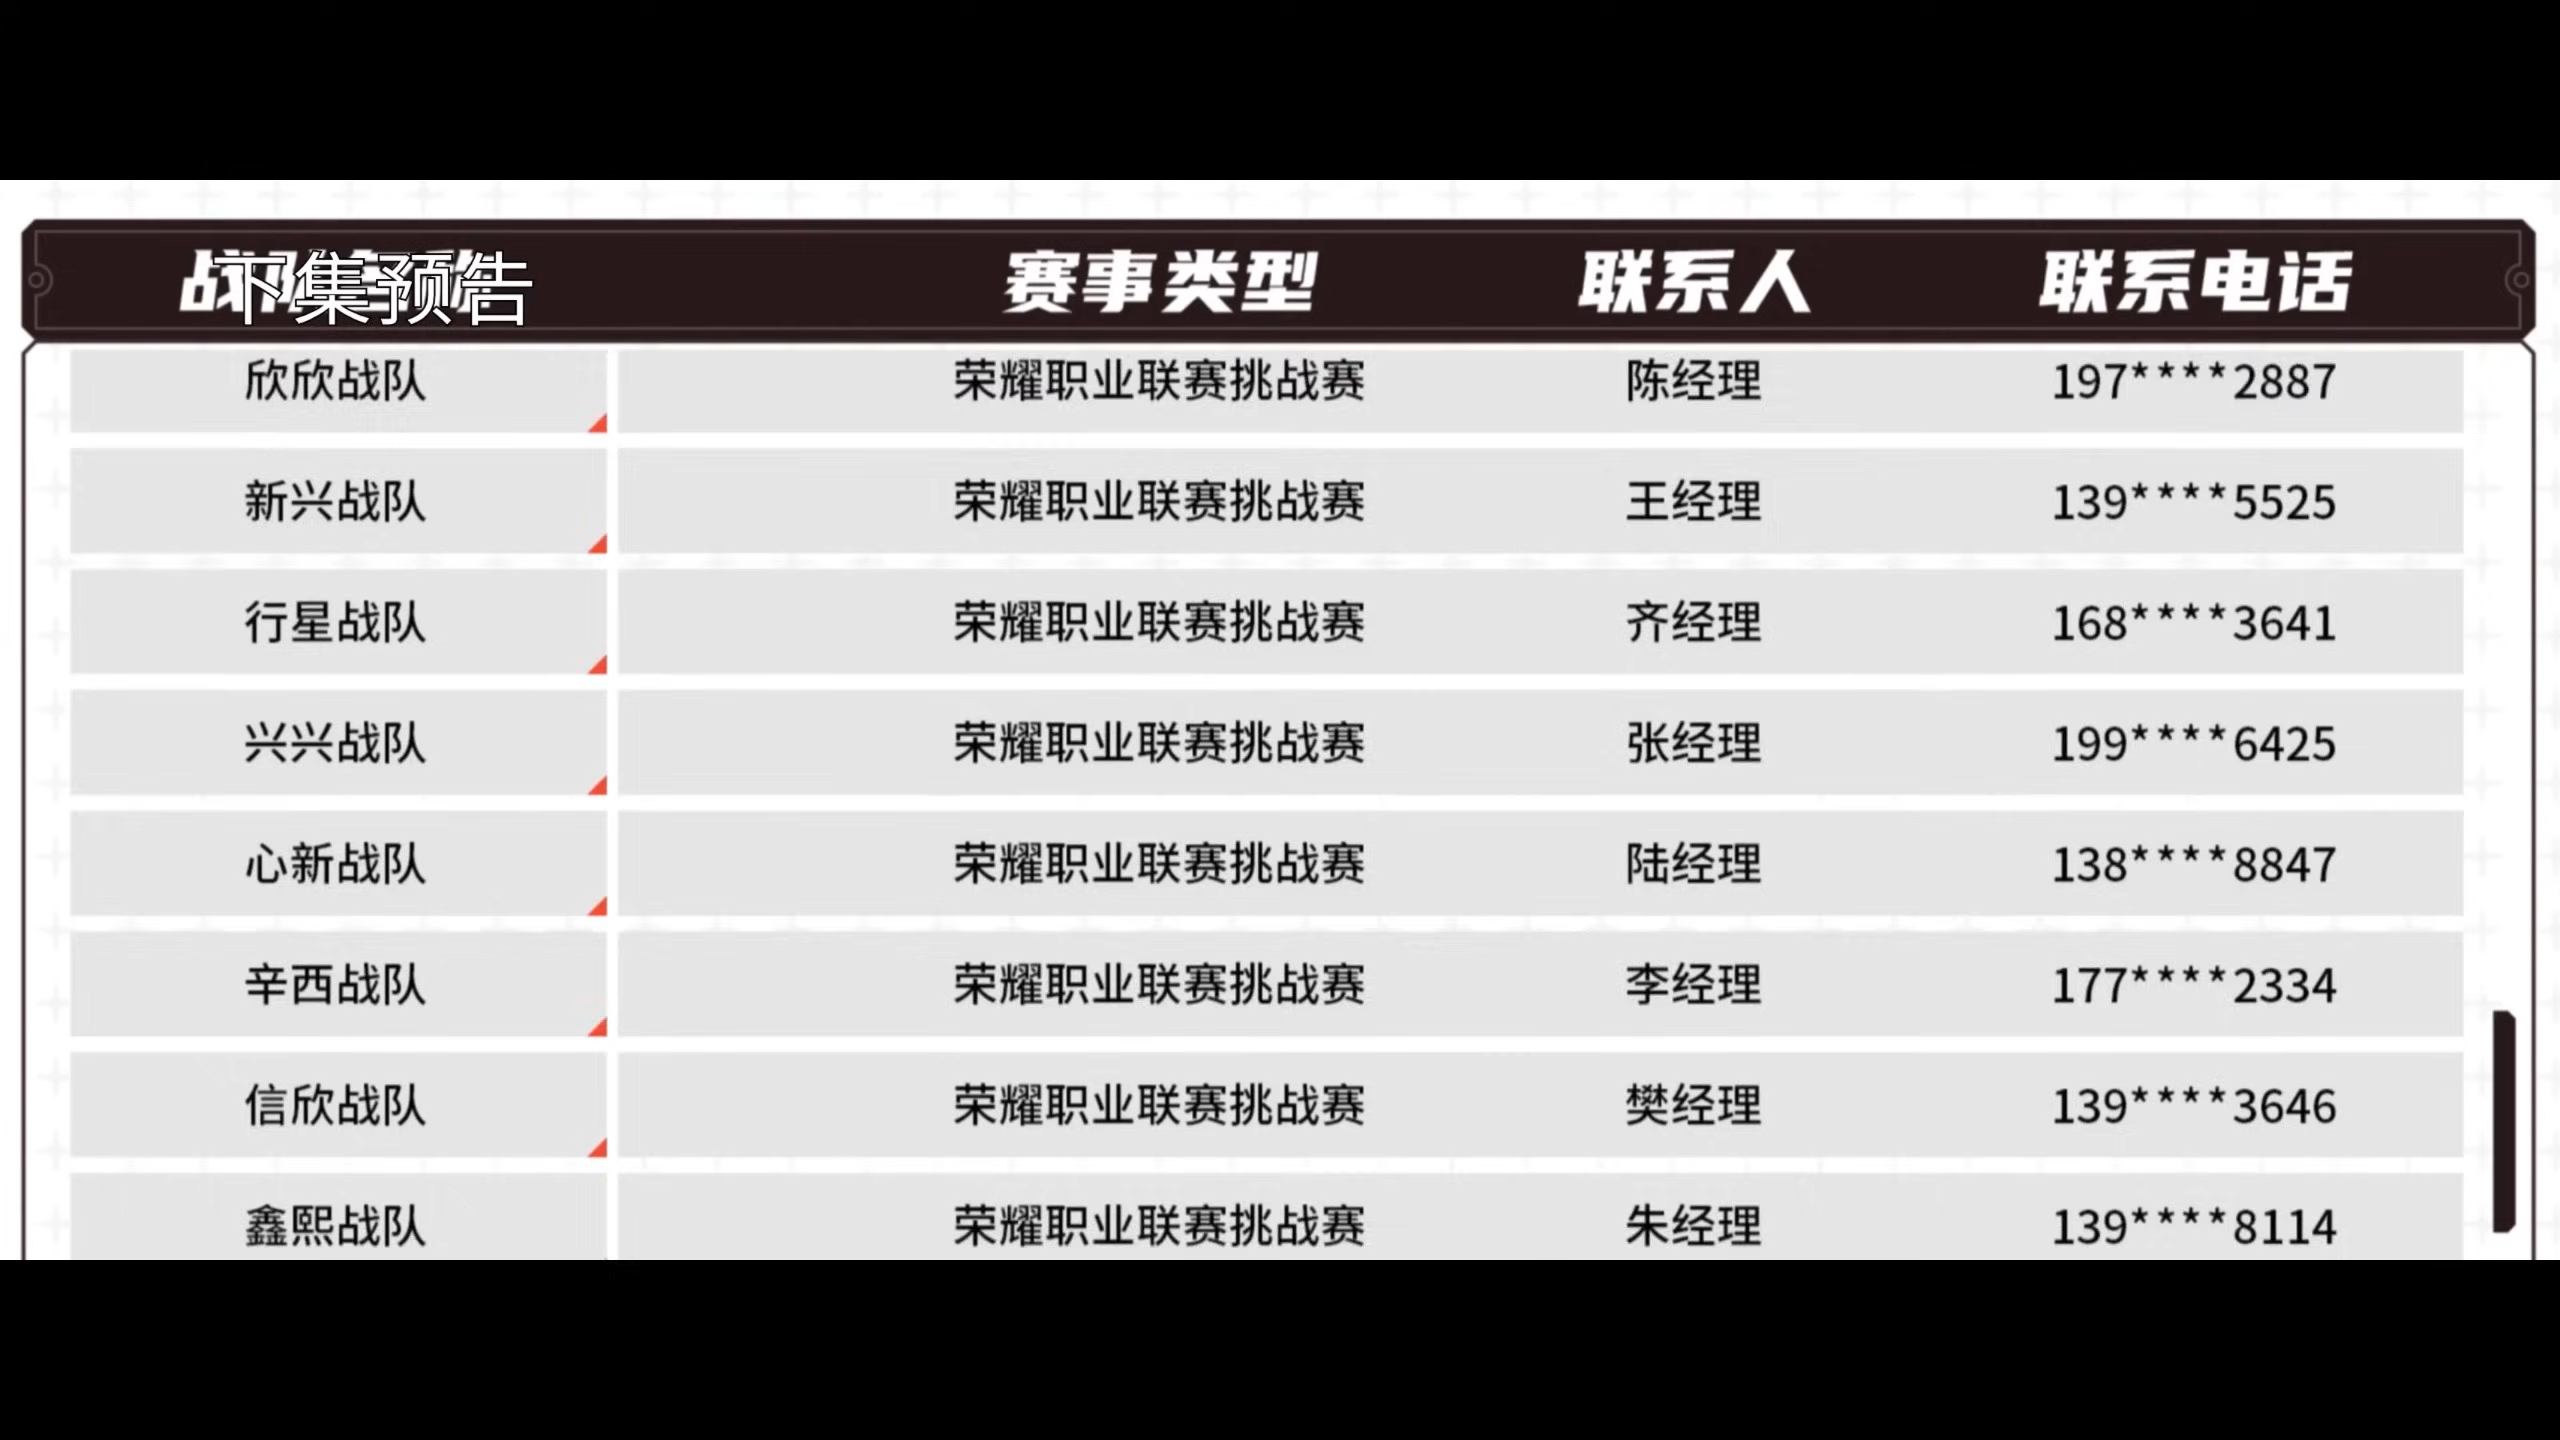 下集预告
赛事类型 联系人 联系电话
欣欣战队 荣耀职业联赛挑战赛 陈经理 197****2887
新兴战队 荣耀职业联赛挑战赛 王经理 139****5525
行星战队 荣耀职业联赛挑战赛 齐经理 168****3641
兴兴战队 荣耀职业联赛挑战赛 张经理 199****6425
心新战队 荣耀职业联赛挑战赛 陆经理 138****8847
辛西战队 荣耀职业联赛挑战赛 李经理 177****2334
信欣战队 荣耀职业联赛挑战赛 樊经理 139****3646
鑫熙战队 荣耀职业联赛挑战赛 朱经理 139****8114